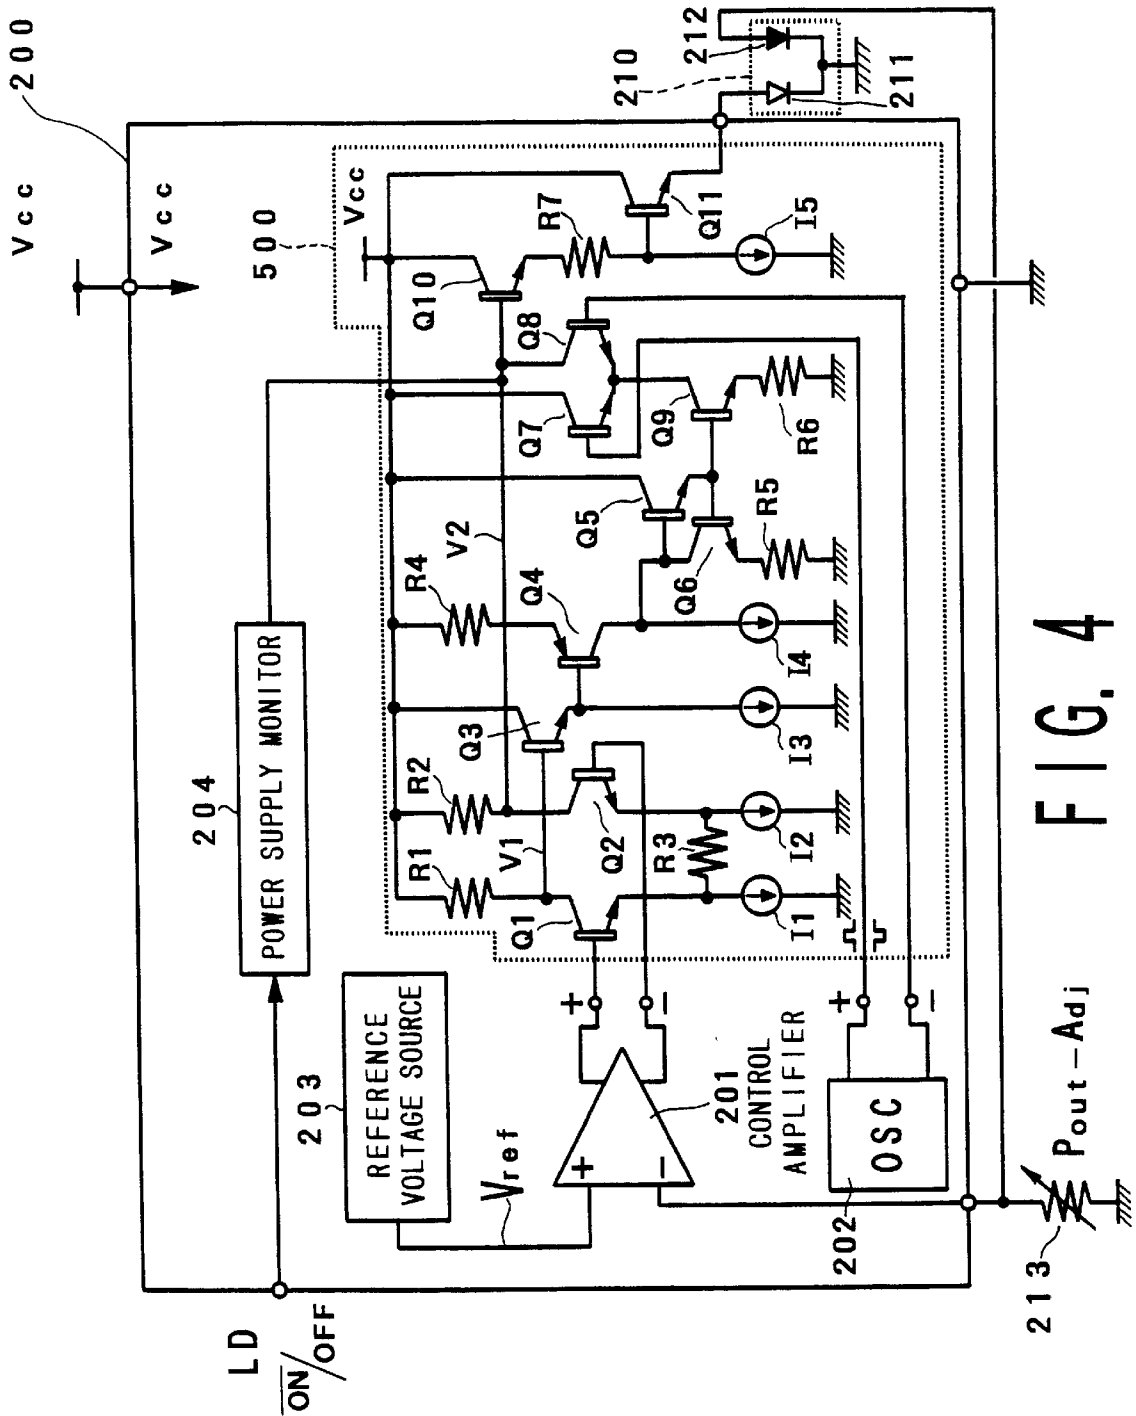 Vcc
200
Vcc
LD
ON/OFF
204
POWER SUPPLY MONITOR
500
Vcc
203
REFERENCE
VOLTAGE SOURCE
Vref
R1
R2
R4
V1
V2
Q1
Q2
Q3
Q4
Q5
Q6
Q7
Q8
Q9
Q10
Q11
R3
R5
R6
R7
I1
I2
I3
I4
I5
210
212
211
+
−
+
−
201
CONTROL
AMPLIFIER
+
−
OSC
202
213
Pout-Adj
FIG. 4